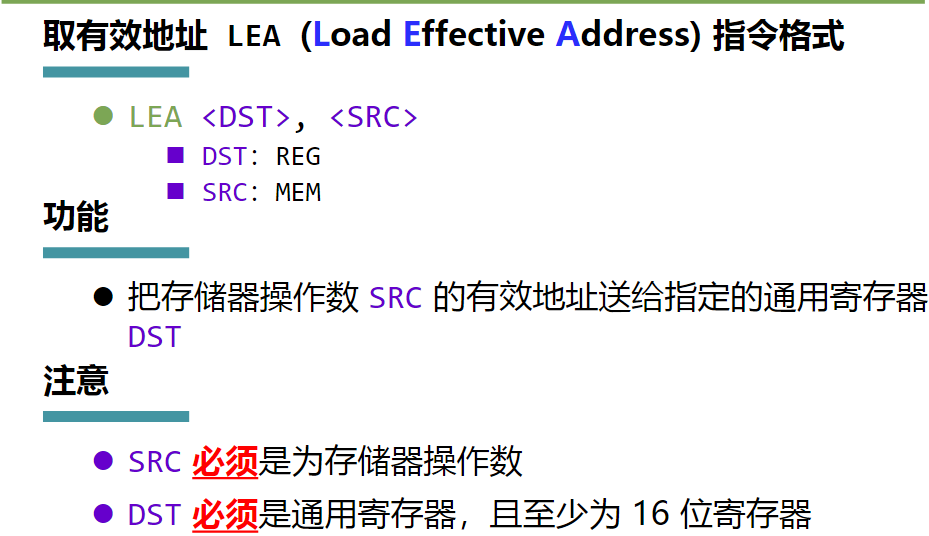 取有效地址 LEA (Load Effective Address) 指令格式
LEA <DST>, <SRC>
DST：REG
SRC：MEM
功能
把存储器操作数 SRC 的有效地址送给指定的通用寄存器
DST
注意
SRC 必须是为存储器操作数
DST 必须是通用寄存器，且至少为 16 位寄存器